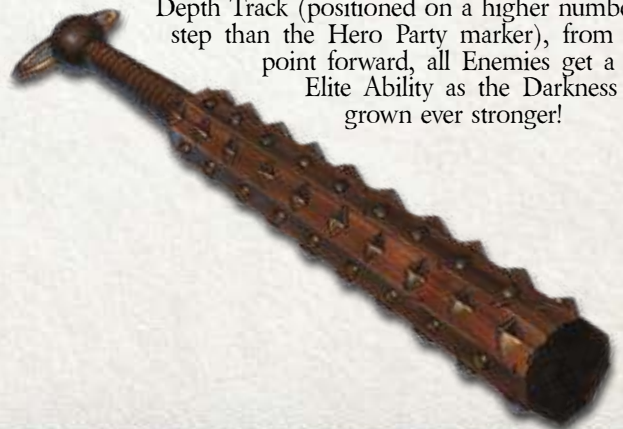 Depth Track (positioned on a higher numbe
step than the Hero Party marker), from
point forward, all Enemies get a
Elite Ability as the Darkness
grown ever stronger!